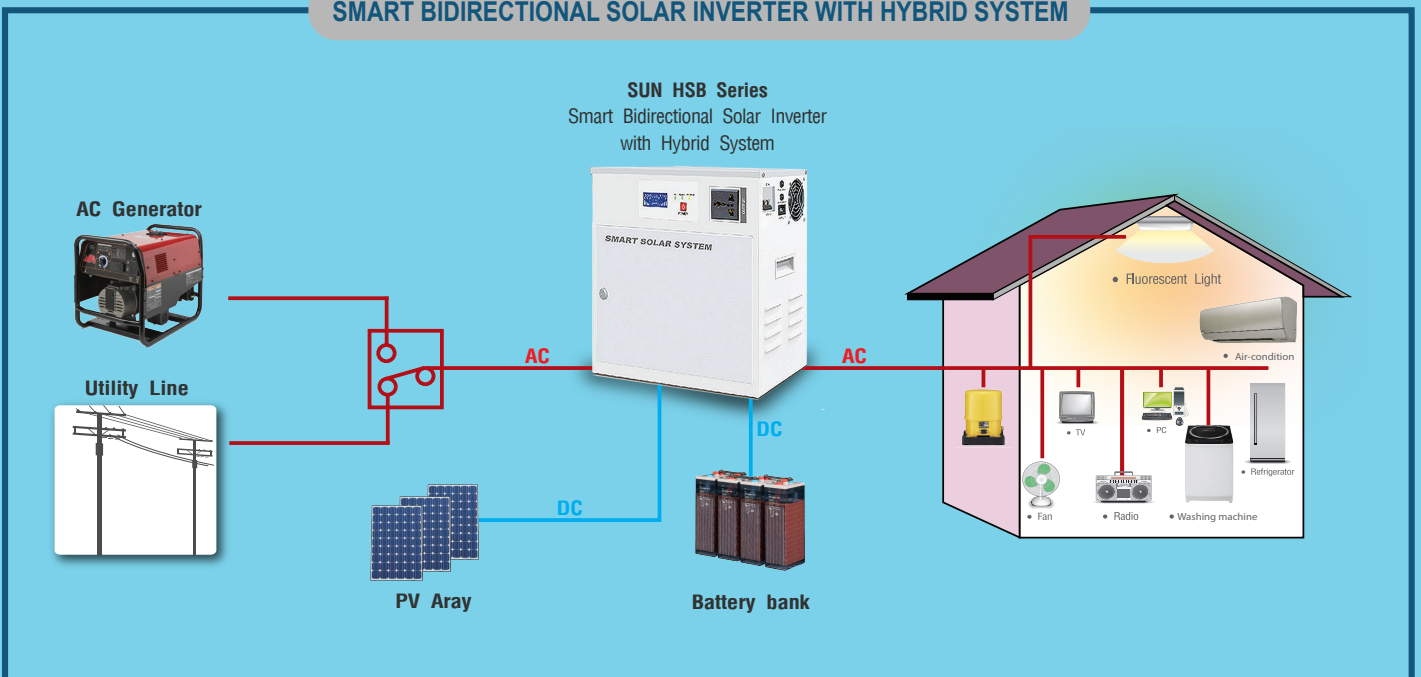 SMART BIDIRECTIONAL SOLAR INVERTER WITH HYBRID SYSTEM
SUN HSB Series
Smart Bidirectional Solar Inverter
with Hybrid System
AC Generator
SMART SOLAR SYSTEM
• Fluorescent Light
• Air-condition
AC
AC
Utility Line
DC
• TV
• PC
• Refrigerator
DC
• Fan
• Radio
• Washing machine
PV Aray
Battery bank